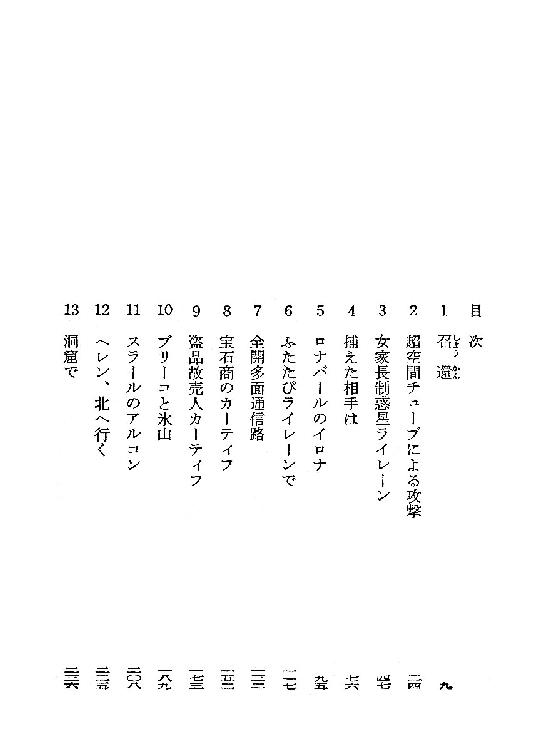 目次
1 召還 九
2 超空間チューブによる攻撃 二四
3 女家長制惑星ライレーン 四七
4 捕えた相手は 七六
5 ロナバールのイロナ 九五
6 ふたたびライレーンで 一一七
7 全開多面通信路 一三三
8 宝石商のカーティフ 一五三
9 盗品故売人カーティフ 一七三
10 ブリーコと氷山 一八九
11 スラールのアルコン 二〇八
12 ヘレン、北へ行く 二二五
13 洞窟で 二三六